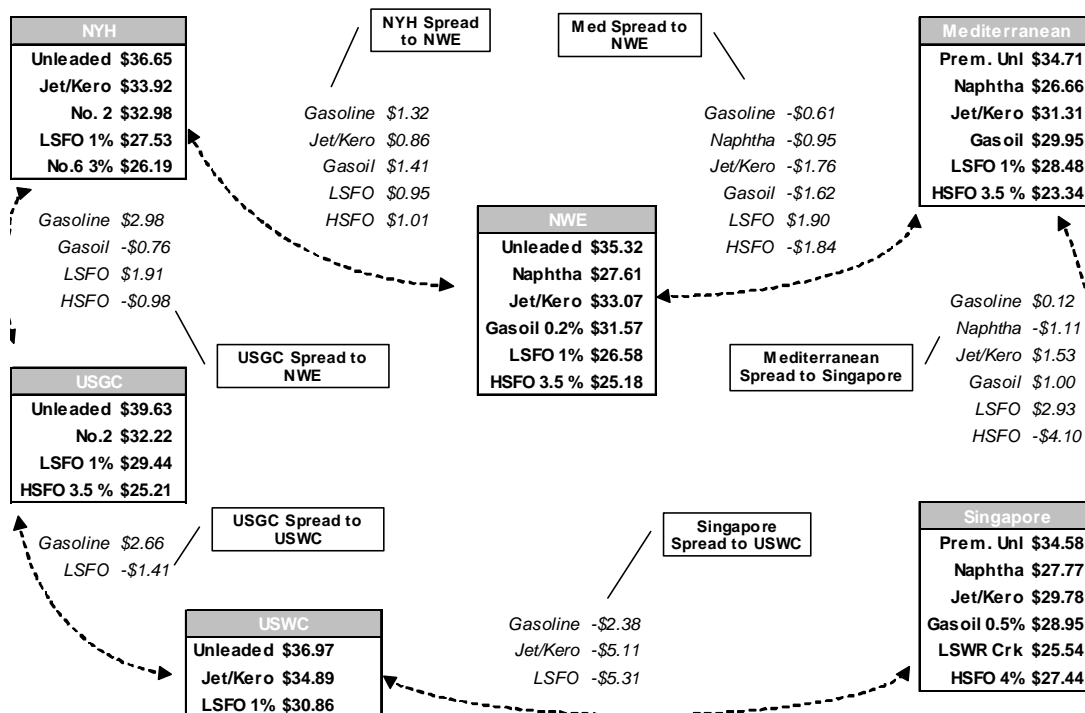 NYH
Unleaded $36.65
Jet/Kero $33.92
No. 2 $32.98
LSFO 1% $27.53
No.6 3% $26.19
NYH Spread
to NWE
Gasoline $1.32
Jet/Kero $0.86
Gasoil $1.41
LSFO $0.95
HSFO $1.01
Med Spread to
NWE
Gasoline -$0.61
Naphtha -$0.95
Jet/Kero -$1.76
Gasoil -$1.62
LSFO $1.90
HSFO -$1.84
Mediterranean
Prem. Unl $34.71
Naphtha $26.66
Jet/Kero $31.31
Gasoil $29.95
LSFO 1% $28.48
HSFO 3.5 % $23.34
Gasoline $2.98
Gasoil -$0.76
LSFO $1.91
HSFO -$0.98
USGC Spread to
NWE
NWE
Unleaded $35.32
Naphtha $27.61
Jet/Kero $33.07
Gasoil 0.2% $31.57
LSFO 1% $26.58
HSFO 3.5 % $25.18
Mediterranean
Spread to Singapore
Gasoline $0.12
Naphtha -$1.11
Jet/Kero $1.53
Gasoil $1.00
LSFO $2.93
HSFO -$4.10
USGC
Unleaded $39.63
No.2 $32.22
LSFO 1% $29.44
HSFO 3.5 % $25.21
USGC Spread to
USWC
Gasoline $2.66
LSFO -$1.41
Singapore
Spread to USWC
Gasoline -$2.38
Jet/Kero -$5.11
LSFO -$5.31
Singapore
Prem. Unl $34.58
Naphtha $27.77
Jet/Kero $29.78
Gasoil 0.5% $28.95
LSWR Crk $25.54
HSFO 4% $27.44
USWC
Unleaded $36.97
Jet/Kero $34.89
LSFO 1% $30.86